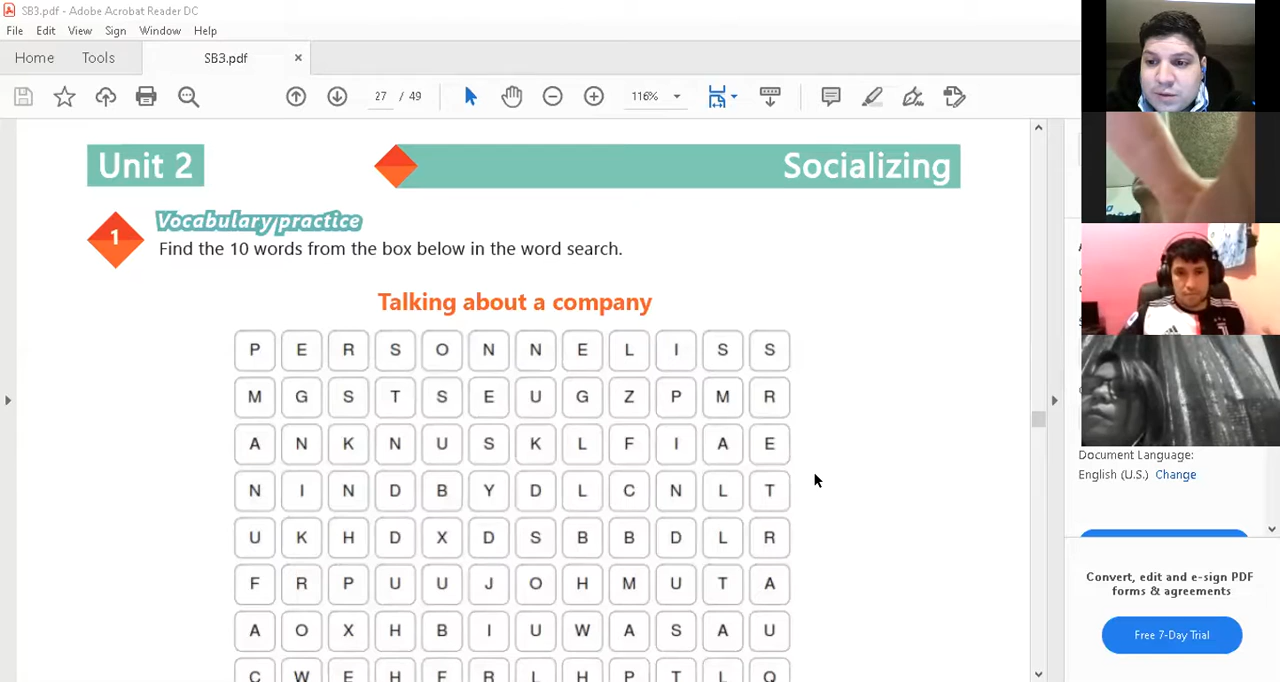 SB3.pdf - Adobe Acrobat Reader DC
File Edit View Sign Window Help
Home Tools SB3.pdf ×
27 / 49 116%
Unit 2 Socializing
1 Vocabulary practice
Find the 10 words from the box below in the word search.
Talking about a company
P E R S O N N E L I S S
M G S T S E U G Z P M R
A N K N U S K L F I A E
N I N D B Y D L C N L T
U K H D X D S B B D L R
F R P U U J O H M U T A
A O X H B I U W A S A U
C W E H F R L H P T L Q
Document Language:
English (U.S.) Change
Convert, edit and e-sign PDF
forms & agreements
Free 7-Day Trial